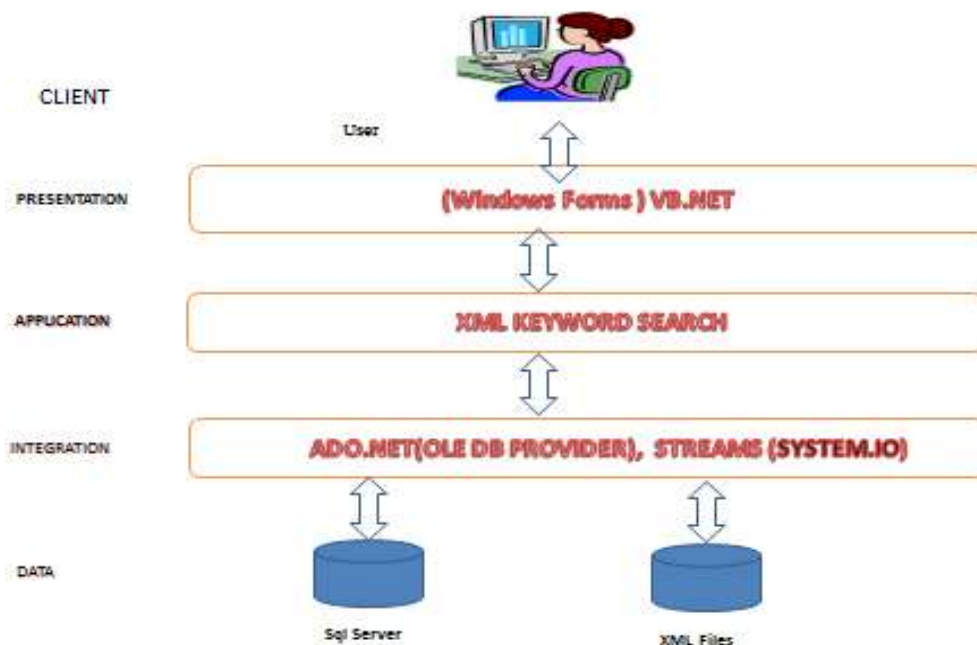 CLIENT
User
PRESENTATION
(Windows Forms ) VB.NET
APPLICATION
XML KEYWORD SEARCH
INTEGRATION
ADO.NET(OLE DB PROVIDER), STREAMS (SYSTEM.IO)
DATA
Sql Server
XML Files